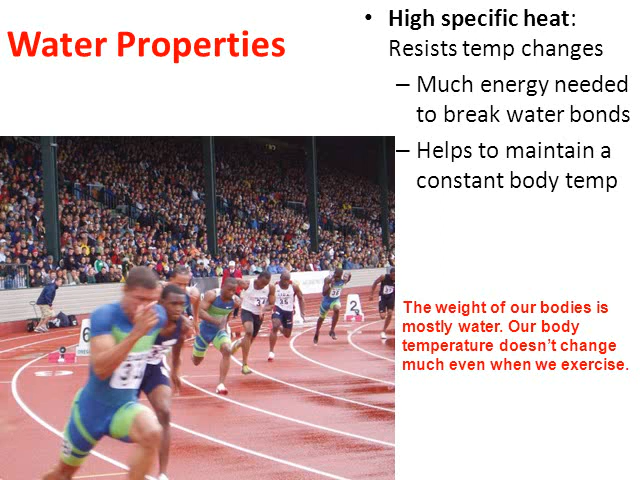 Water Properties
• High specific heat:
Resists temp changes
– Much energy needed
to break water bonds
– Helps to maintain a
constant body temp
The weight of our bodies is
mostly water. Our body
temperature doesn't change
much even when we exercise.
6
2